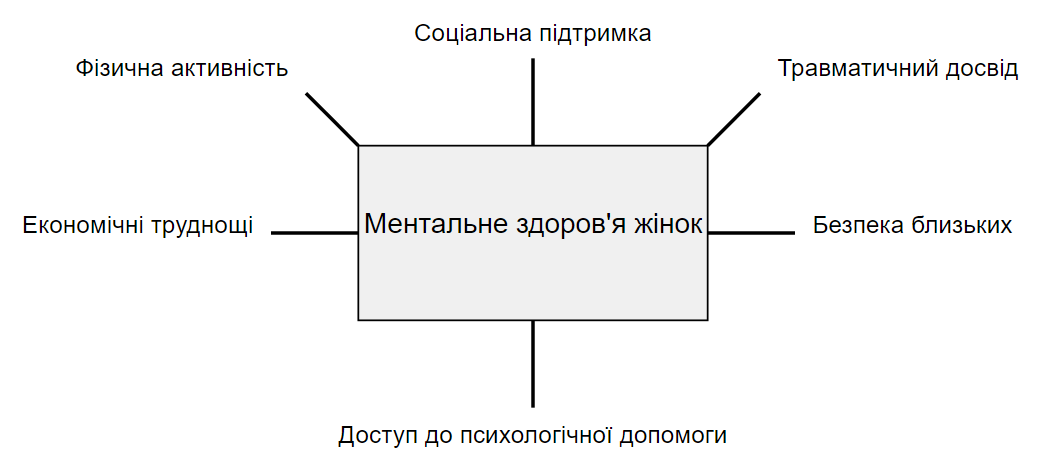 Соціальна підтримка
Фізична активність
Травматичний досвід
Економічні труднощі
Ментальне здоров'я жінок
Безпека близьких
Доступ до психологічної допомоги